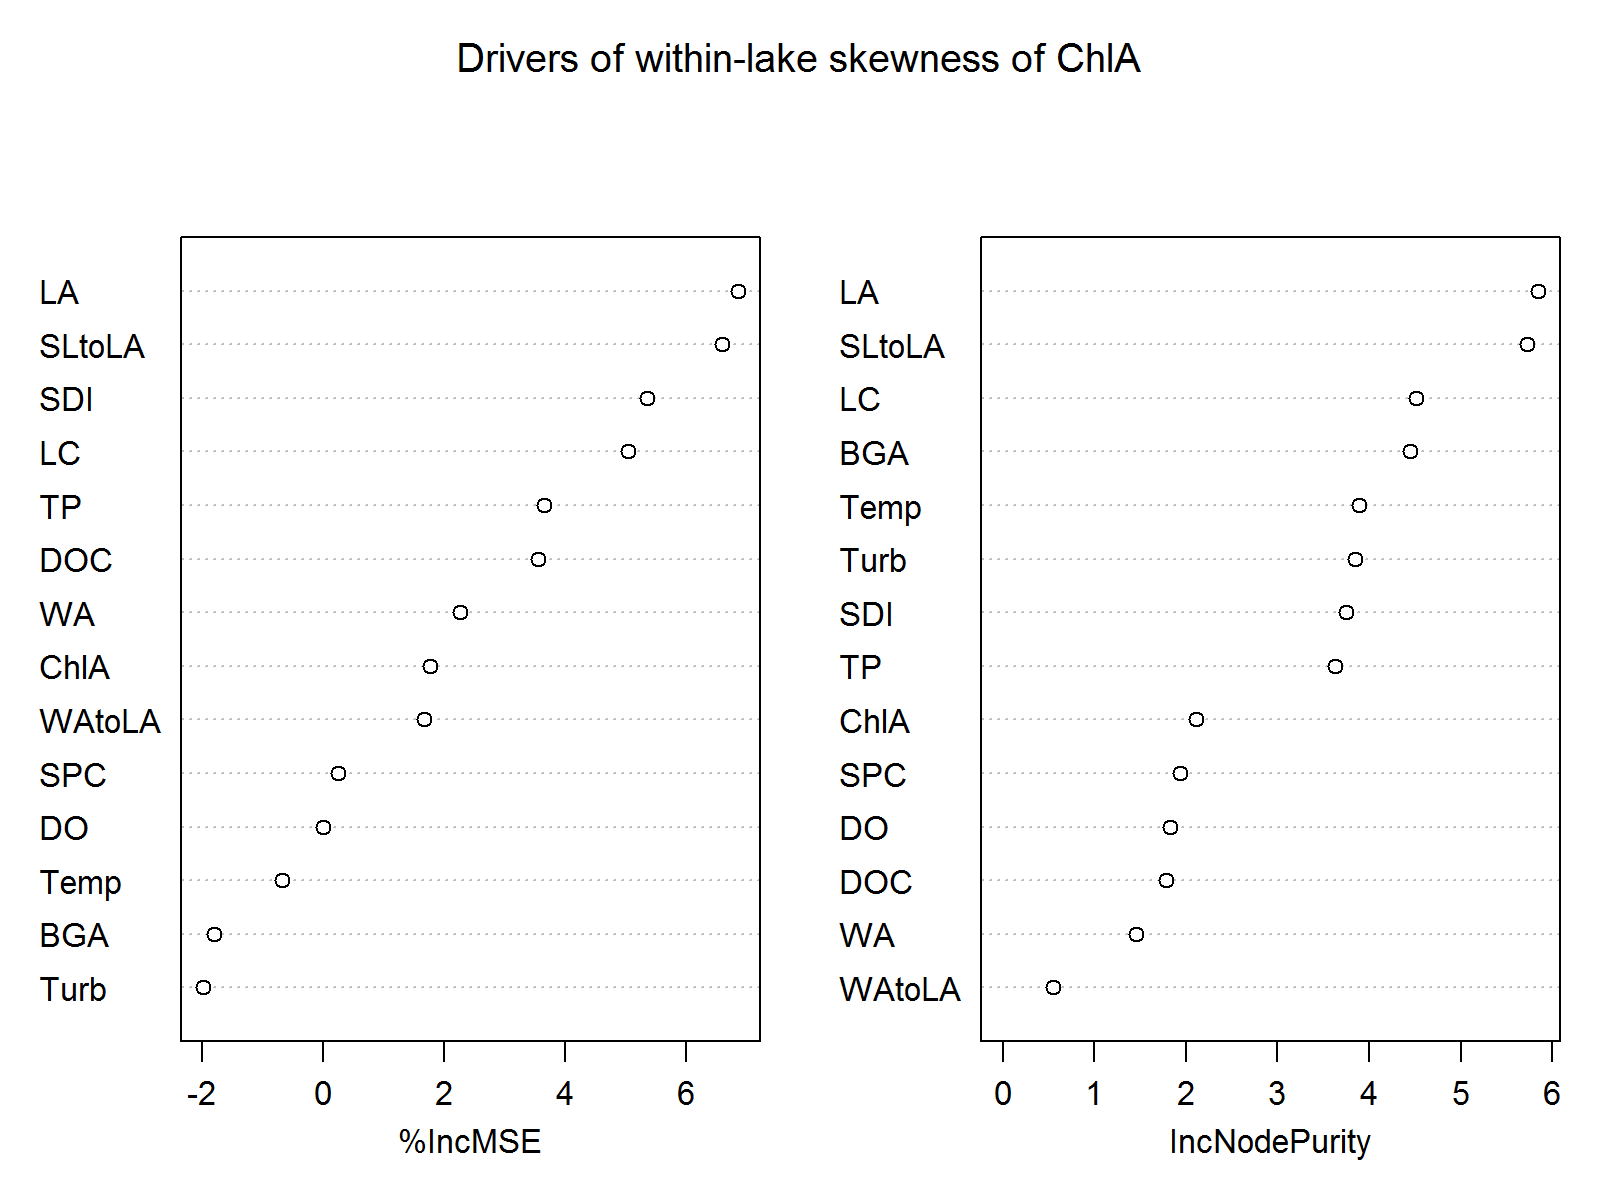 Drivers of within-lake skewness of ChlA
LA
SLtoLA
SDI
LC
TP
DOC
WA
ChlA
WAtoLA
SPC
DO
Temp
BGA
Turb
-2 0 2 4 6
%IncMSE
LA
SLtoLA
LC
BGA
Temp
Turb
SDI
TP
ChlA
SPC
DO
DOC
WA
WAtoLA
0 1 2 3 4 5 6
IncNodePurity